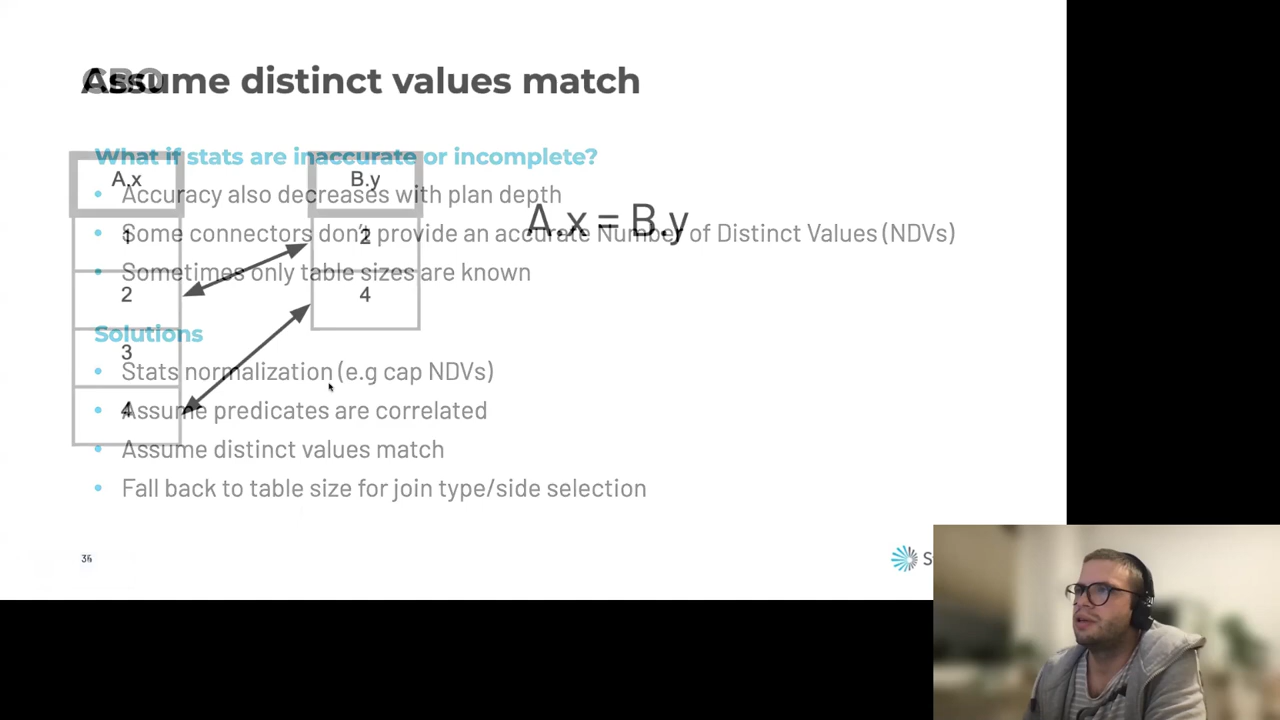 CBO
Assume distinct values match
What if stats are inaccurate or incomplete?
Accuracy also decreases with plan depth
Some connectors don't provide an accurate Number of Distinct Values (NDVs)
Sometimes only table sizes are known
Solutions
Stats normalization (e.g cap NDVs)
Assume predicates are correlated
Assume distinct values match
Fall back to table size for join type/side selection
A.x
1
2
3
4
B.y
2
4
A.x = B.y